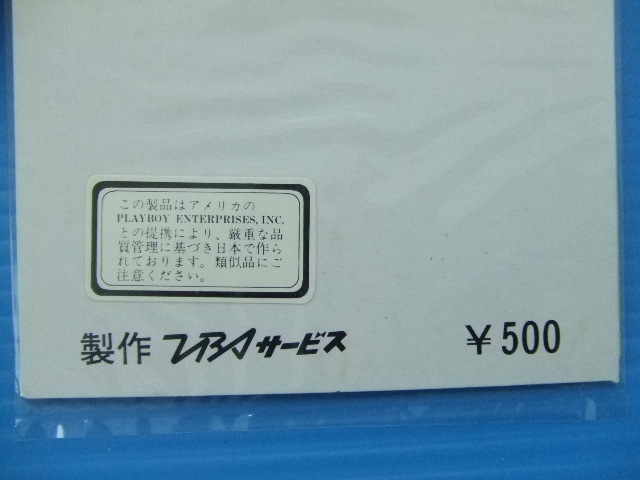 この製品はアメリカの
PLAYBOY ENTERPRISES, INC.
との提携により、厳重な品
質管理に基づき日本で作ら
れております。類似品にご
注意ください。
製作 サービス
￥500